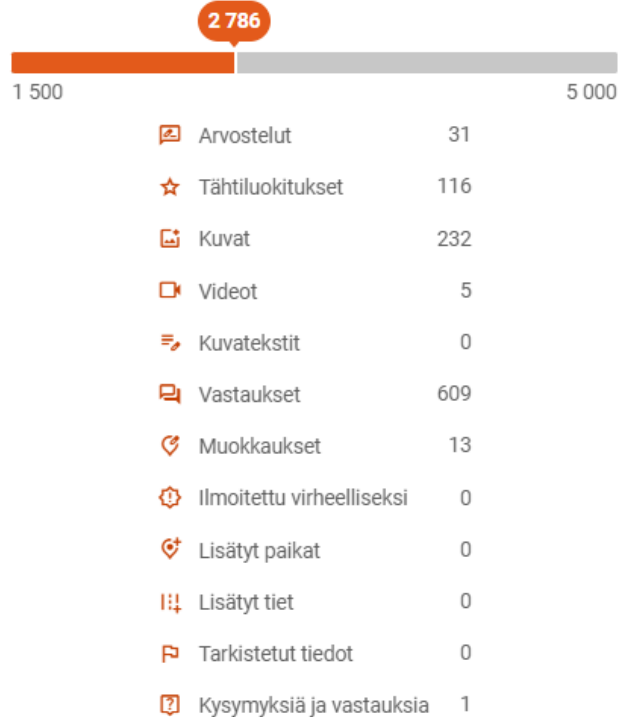 2 786
1 500 5 000
Arvostelut 31
Tähtiluokitukset 116
Kuvat 232
Videot 5
Kuvatekstit 0
Vastaukset 609
Muokkaukset 13
Ilmoitettu virheelliseksi 0
Lisätyt paikat 0
Lisätyt tiet 0
Tarkistetut tiedot 0
Kysymyksiä ja vastauksia 1